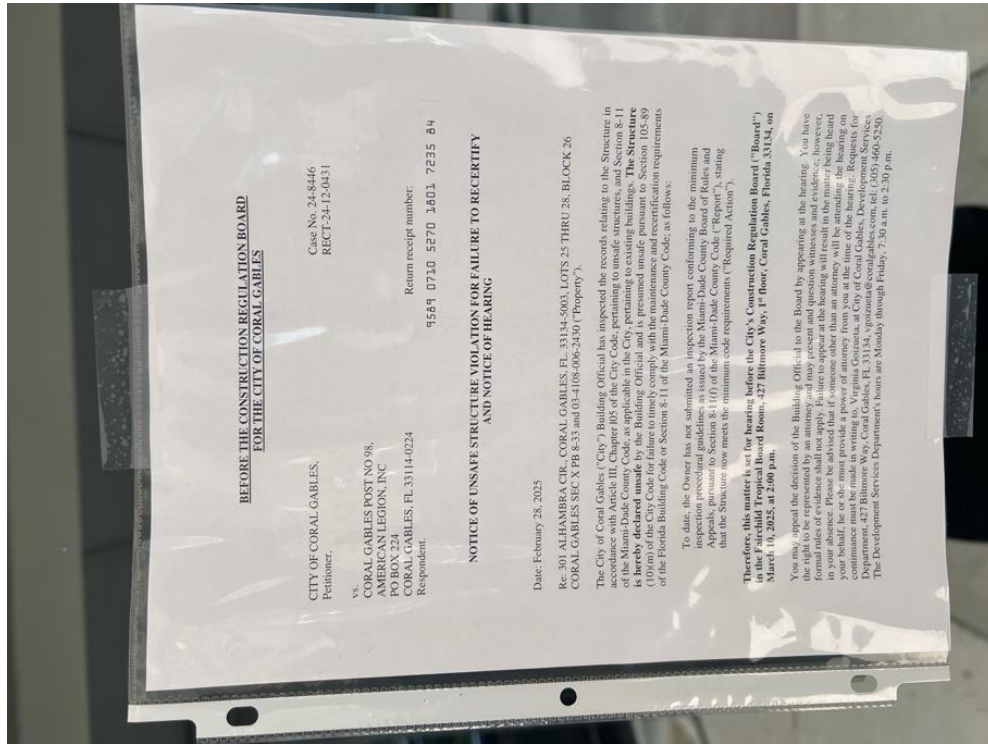 BEFORE THE CONSTRUCTION REGULATION BOARD
FOR THE CITY OF CORAL GABLES
CITY OF CORAL GABLES,
Petitioner,
Case No. 24-8446
RECT-24-12-0431
vs.
CORAL GABLES POST NO 98,
AMERICAN LEGION, INC
PO BOX 224
CORAL GABLES, FL 33114-0224
Respondent.
Return receipt number:
9589 0710 5270 1801 7235 84
NOTICE OF UNSAFE STRUCTURE VIOLATION FOR FAILURE TO RECERTIFY
AND NOTICE OF HEARING
Date: February 28, 2025
Re: 301 ALHAMBRA CIR, CORAL GABLES, FL. 33134-5003, LOTS 25 THRU 28, BLOCK 26
CORAL GABLES SEC X PB 8-33 and 03-4108-006-2430 ("Property").
The City of Coral Gables ("City") Building Official has inspected the records relating to the Structure in
accordance with Article III, Chapter 105 of the City Code, pertaining to unsafe structures, and Section 8-11
of the Miami-Dade County Code, as applicable in the City, pertaining to existing buildings. The Structure
is hereby declared unsafe by the Building Official and is presumed unsafe pursuant to Section 105-89
(10)(m) of the City Code for failure to timely comply with the maintenance and recertification requirements
of the Florida Building Code or Section 8-11 of the Miami-Dade County Code; as follows:
To date, the Owner has not submitted an inspection report conforming to the minimum
inspection procedural guidelines as issued by the Miami-Dade County Board of Rules and
Appeals, pursuant to Section 8-11(f) of the Miami-Dade County Code ("Report"), stating
that the Structure now meets the minimum code requirements ("Required Action").
Therefore, this matter is set for hearing before the City's Construction Regulation Board ("Board")
in the Fairchild Tropical Board Room, 427 Biltmore Way, 1st floor, Coral Gables, Florida 33134, on
March 10, 2025, at 2:00 p.m.
You may appeal the decision of the Building Official to the Board by appearing at the hearing. You have
the right to be represented by an attorney and may present and question witnesses and evidence; however,
formal rules of evidence shall not apply. Failure to appear at the hearing will result in the matter being heard
in your absence. Please be advised that if someone other than an attorney will be attending the hearing on
your behalf, he or she must provide a power of attorney from you at the time of the hearing. Requests for
continuance must be made in writing to, Virginia Goizueta, at City of Coral Gables, Development Services
Department, 427 Biltmore Way, Coral Gables, FL 33134, vgoizueta@coralgables.com, tel: (305) 460-5250.
The Development Services Department's hours are Monday through Friday, 7:30 a.m. to 2:30 p.m.